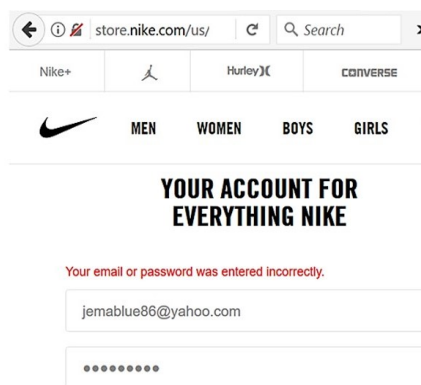 store.nike.com/us/ Search
Nike+ Hurley CONVERSE
MEN WOMEN BOYS GIRLS
YOUR ACCOUNT FOR
EVERYTHING NIKE
Your email or password was entered incorrectly.
jemablue86@yahoo.com